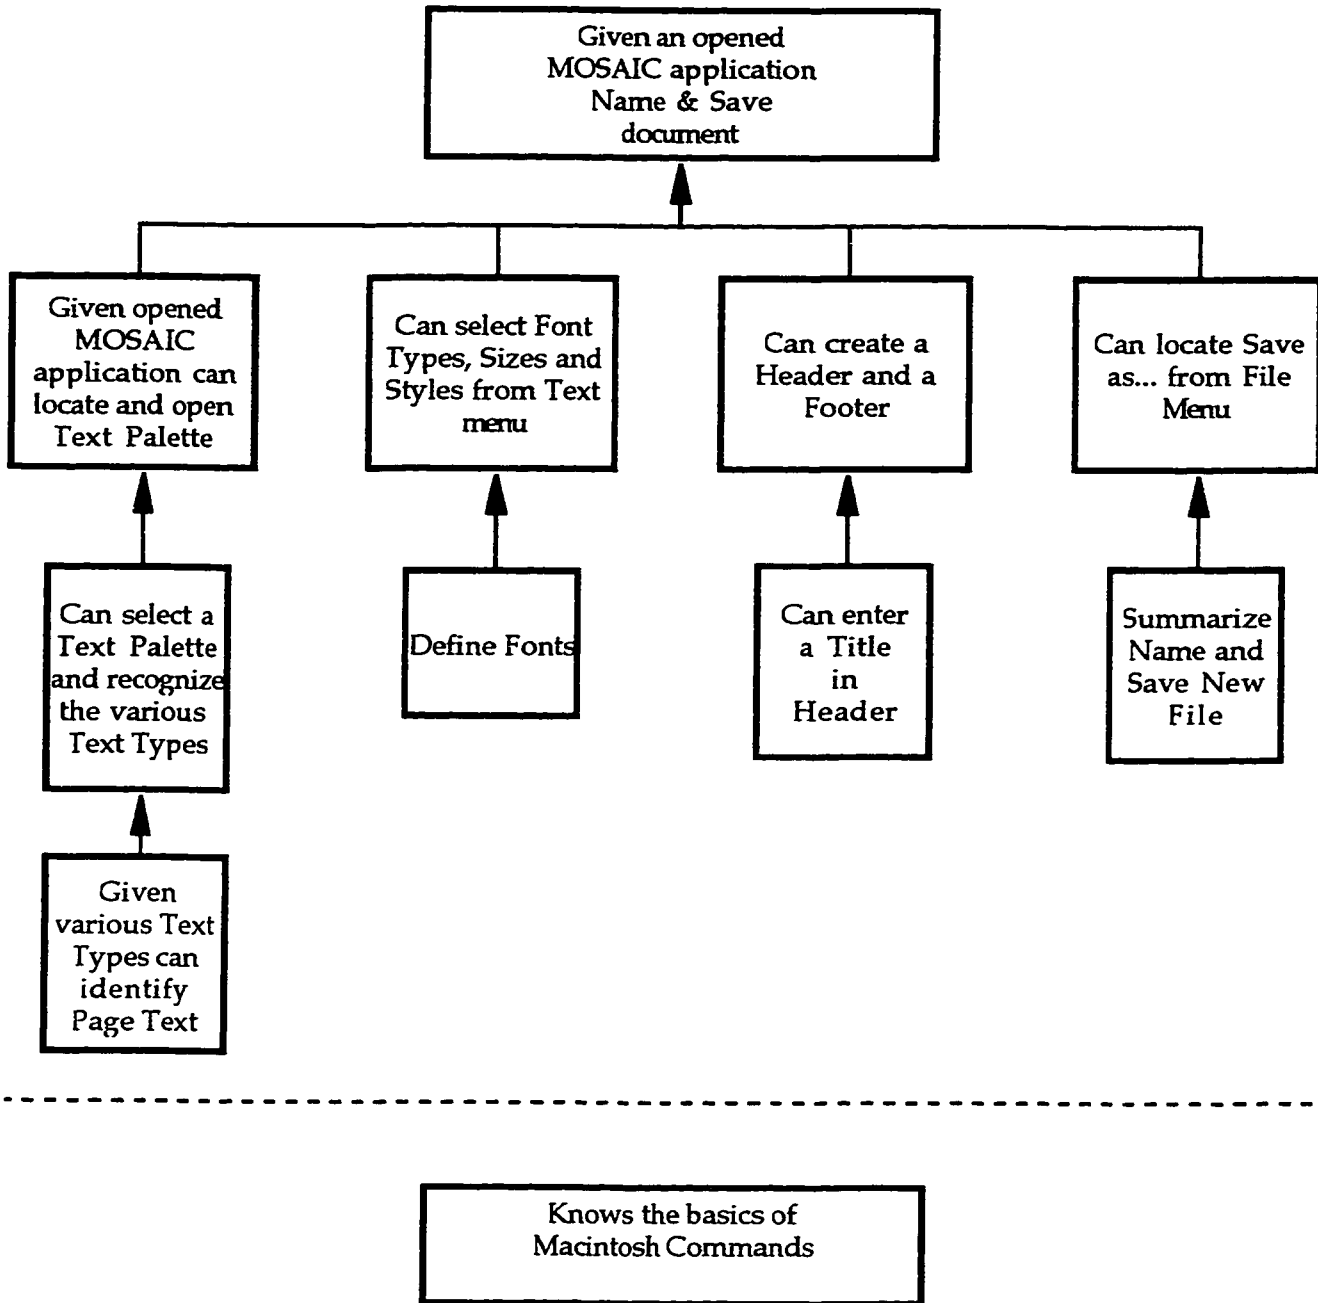 Given an opened
MOSAIC application
Name & Save
document
Given opened
MOSAIC
application can
locate and open
Text Palette
Can select Font
Types, Sizes and
Styles from Text
menu
Can create a
Header and a
Footer
Can locate Save
as... from File
Menu
Can select a
Text Palette
and recognize
the various
Text Types
Define Fonts
Can enter
a Title
in
Header
Summarize
Name and
Save New
File
Given
various Text
Types can
identify
Page Text
Knows the basics of
Macintosh Commands